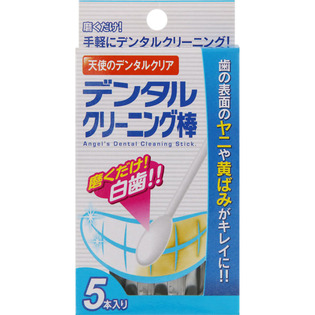 磨くだけ!
手軽にデンタルクリーニング!
天使のデンタルクリア
デンタル
クリーニング棒
Angel's Dental Cleaning Stick.
歯の表面のヤニや黄ばみがキレイに!!
磨くだけ!
白歯!!
5本入り